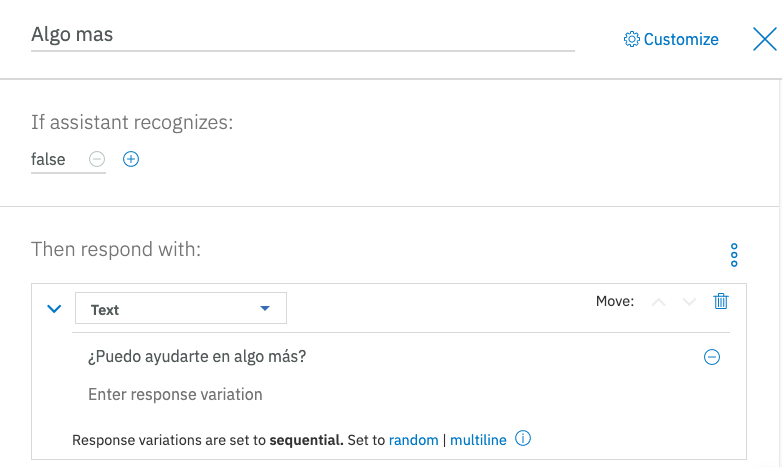 Algo mas
Customize
If assistant recognizes:
false
Then respond with:
Text
Move:
¿Puedo ayudarte en algo más?
Enter response variation
Response variations are set to sequential. Set to random | multiline